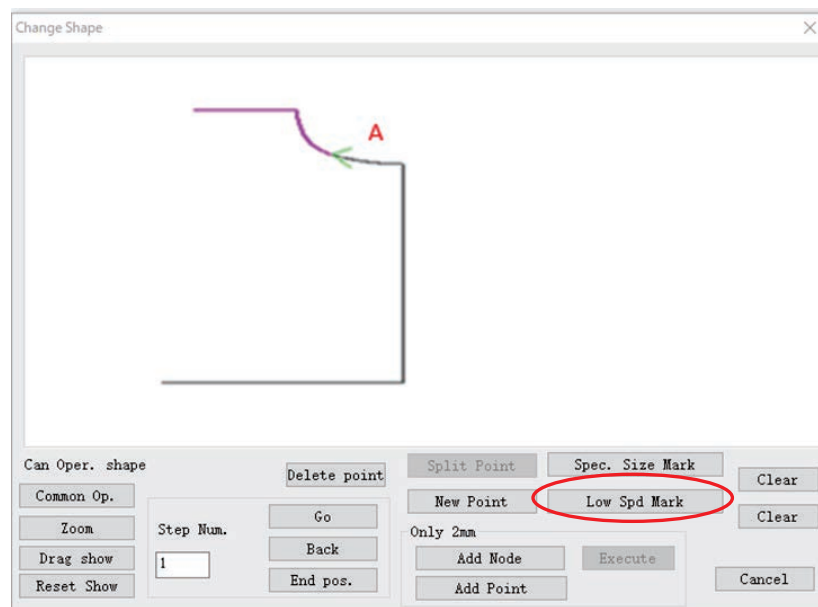 Change Shape
A
Can Oper. shape
Common Op.
Zoom
Drag show
Reset Show
Step Num.
1
Delete point
Go
Back
End pos.
Split Point
Spec. Size Mark
Clear
New Point
Low Spd Mark
Clear
Only 2mm
Add Node
Execute
Add Point
Cancel